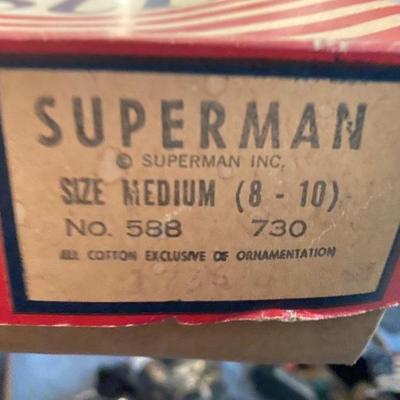 SUPERMAN
© SUPERMAN INC.
SIZE MEDIUM (8 - 10)
No. 588 730
ALL COTTON EXCLUSIVE OF ORNAMENTATION